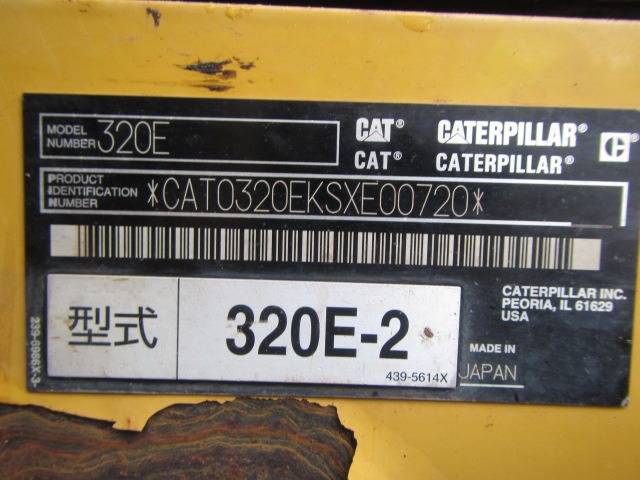 MODEL NUMBER 320E
CAT® CATERPILLAR® C
CAT® CATERPILLAR®
PRODUCT IDENTIFICATION NUMBER *CAT0320EKSXE00720*
型式 320E-2
439-5614X
CATERPILLAR INC.
PEORIA, IL 61629
USA
MADE IN
JAPAN
239-5986X-3